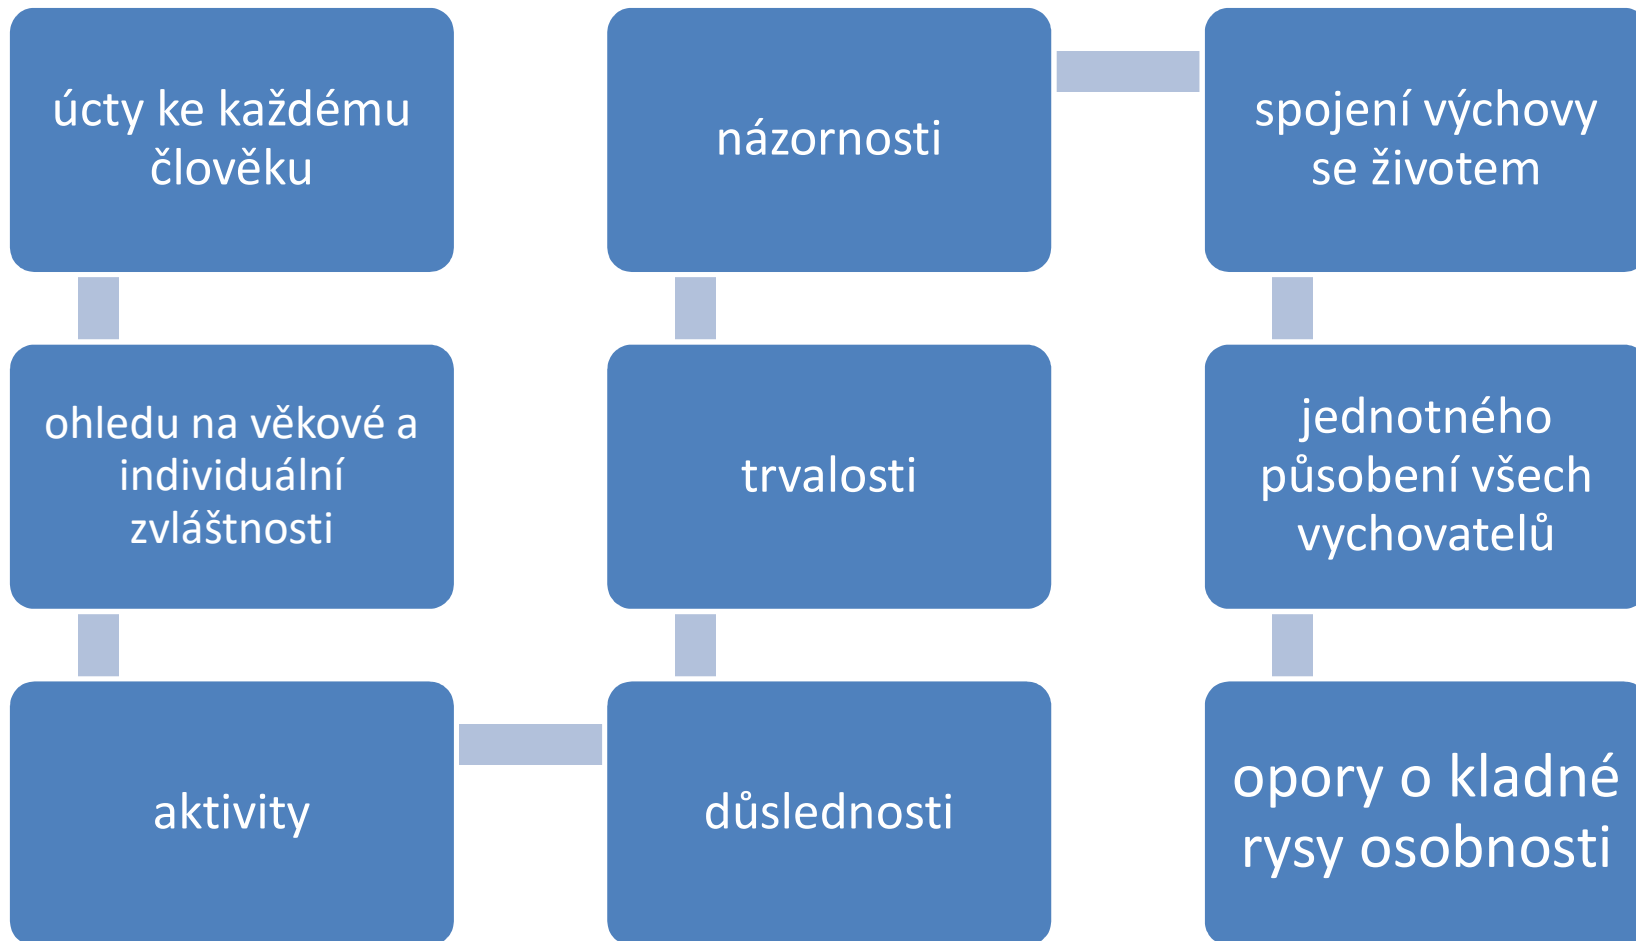 úcty ke každému
člověku
ohledu na věkové a
individuální
zvláštnosti
aktivity
důslednosti
trvalosti
názornosti
spojení výchovy
se životem
jednotného
působení všech
vychovatelů
opory o kladné
rysy osobnosti